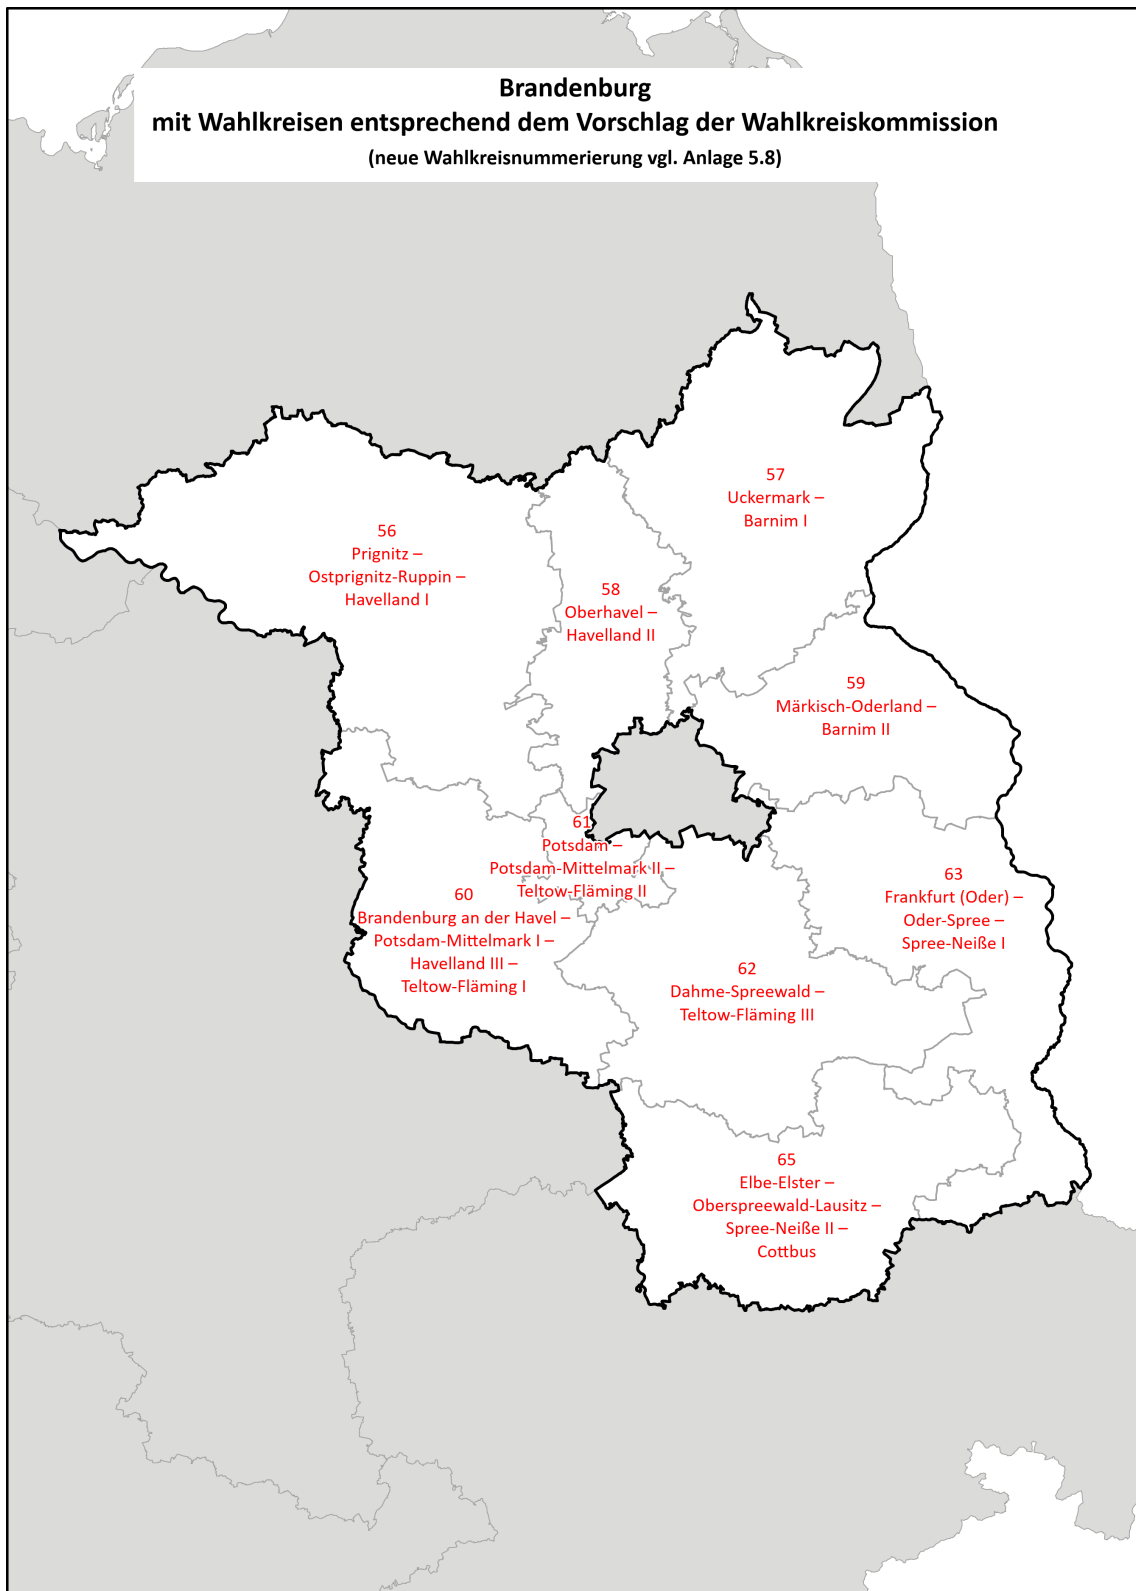 Brandenburg
mit Wahlkreisen entsprechend dem Vorschlag der Wahlkreiskommission
(neue Wahlkreisnummerierung vgl. Anlage 5.8)
57
Uckermark –
Barnim I
56
Prignitz –
Ostprignitz-Ruppin –
Havelland I
58
Oberhavel –
Havelland II
59
Märkisch-Oderland –
Barnim II
61
Potsdam –
Potsdam-Mittelmark II –
Teltow-Fläming II
60
Brandenburg an der Havel –
Potsdam-Mittelmark I –
Havelland III –
Teltow-Fläming I
63
Frankfurt (Oder) –
Oder-Spree –
Spree-Neiße I
62
Dahme-Spreewald –
Teltow-Fläming III
65
Elbe-Elster –
Oberspreewald-Lausitz –
Spree-Neiße II –
Cottbus